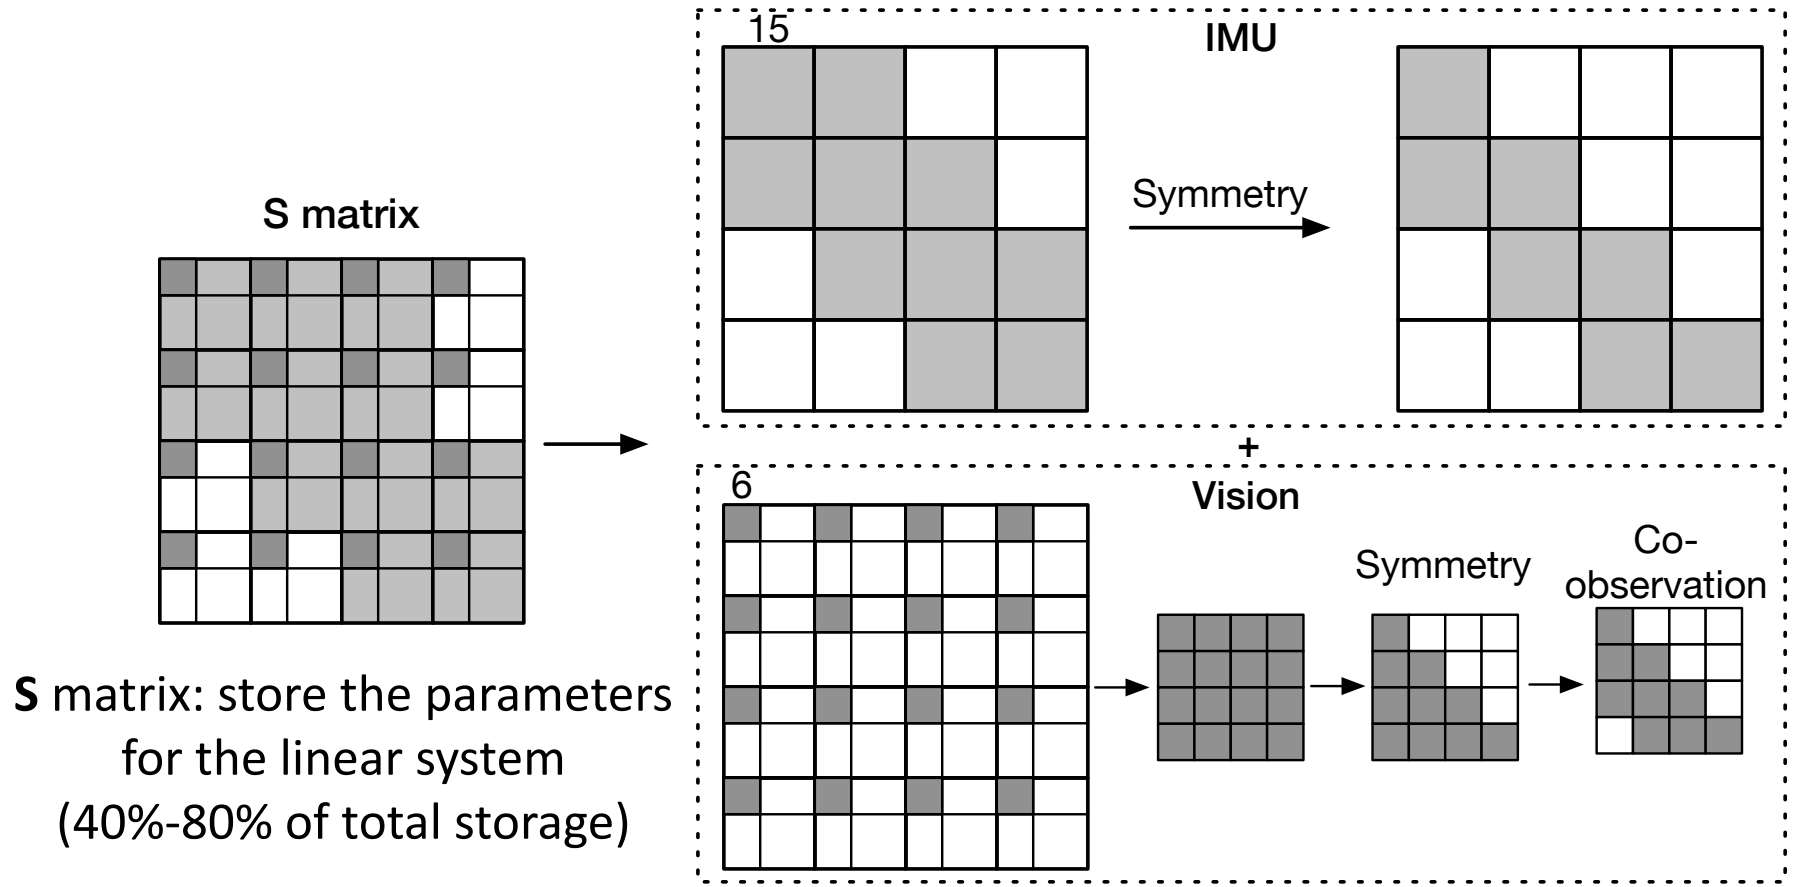 15
IMU
Symmetry
S matrix
+
6
Vision
Symmetry
Co-
observation
S matrix: store the parameters
for the linear system
(40%-80% of total storage)